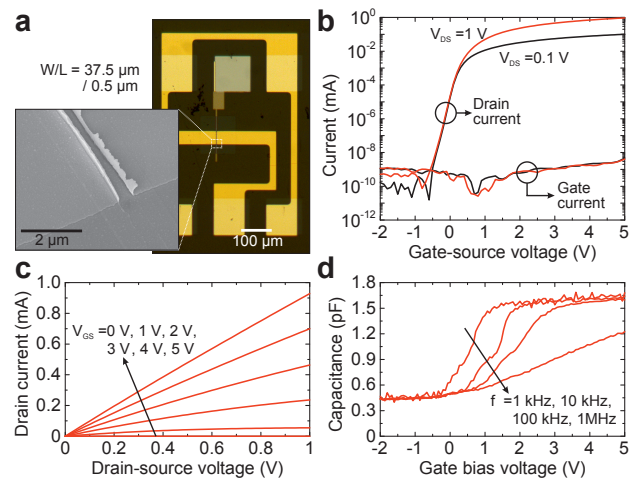 a
W/L = 37.5 µm
/ 0.5 µm
2 µm
100 µm
b
Current (mA)
10⁰
10⁻²
10⁻⁴
10⁻⁶
10⁻⁸
10⁻¹⁰
10⁻¹²
V_DS=1 V
V_DS=0.1 V
Drain
current
Gate
current
-2 -1 0 1 2 3 4 5
Gate-source voltage (V)
c
Drain current (mA)
1.0
0.8
0.6
0.4
0.2
0
V_GS=0 V, 1 V, 2 V,
3 V, 4 V, 5 V
0 0.2 0.4 0.6 0.8 1
Drain-source voltage (V)
d
Capacitance (pF)
1.8
1.5
1.2
0.9
0.6
0.3
0
f =1 kHz, 10 kHz,
100 kHz, 1MHz
-2 -1 0 1 2 3 4 5
Gate bias voltage (V)